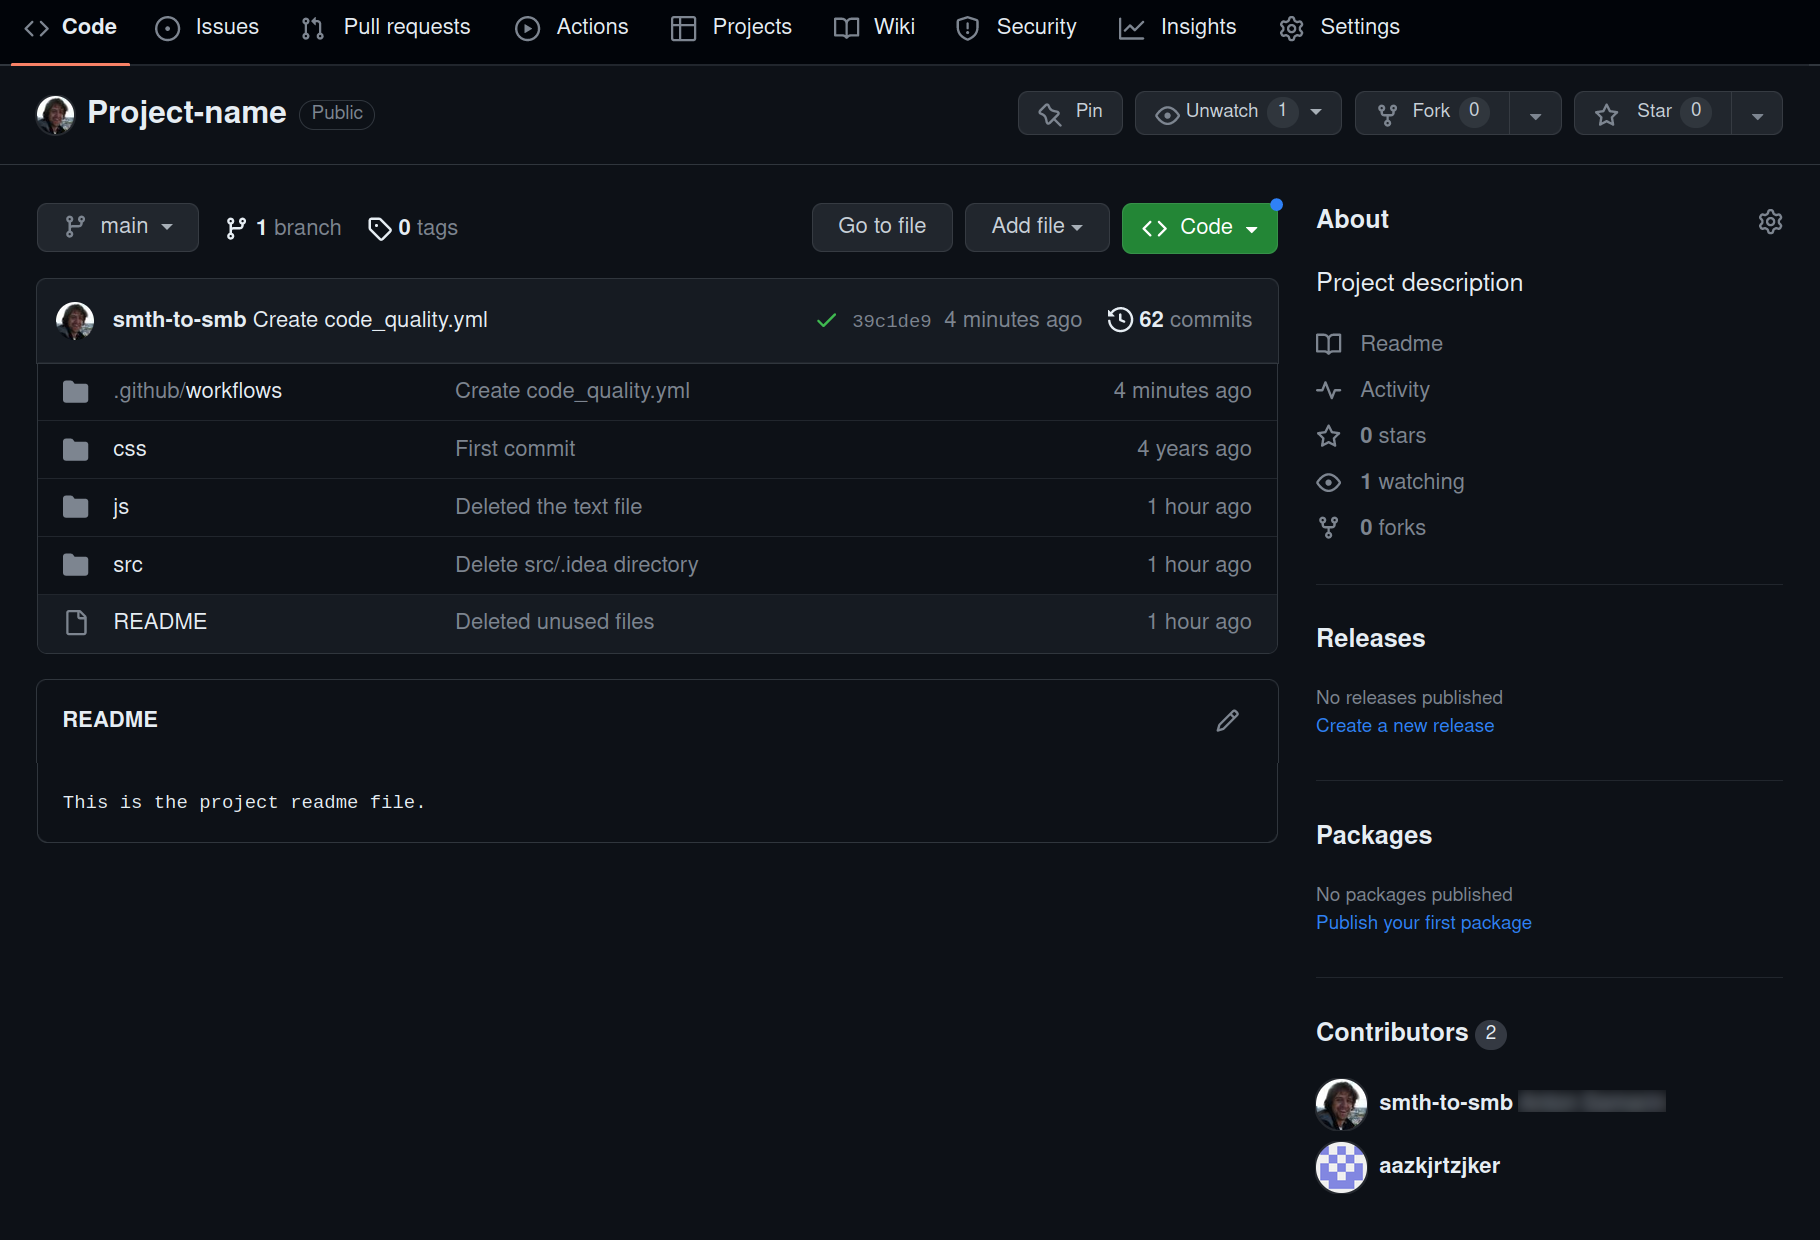 Code Issues Pull requests Actions Projects Wiki Security Insights Settings
Project-name Public Pin Unwatch 1 Fork 0 Star 0
main 1 branch 0 tags Go to file Add file Code
smth-to-smb Create code_quality.yml 39c1de9 4 minutes ago 62 commits
.github/workflows Create code_quality.yml 4 minutes ago
css First commit 4 years ago
js Deleted the text file 1 hour ago
src Delete src/.idea directory 1 hour ago
README Deleted unused files 1 hour ago
README
This is the project readme file.
About
Project description
Readme
Activity
0 stars
1 watching
0 forks
Releases
No releases published
Create a new release
Packages
No packages published
Publish your first package
Contributors 2
smth-to-smb
aazkjrtzjker